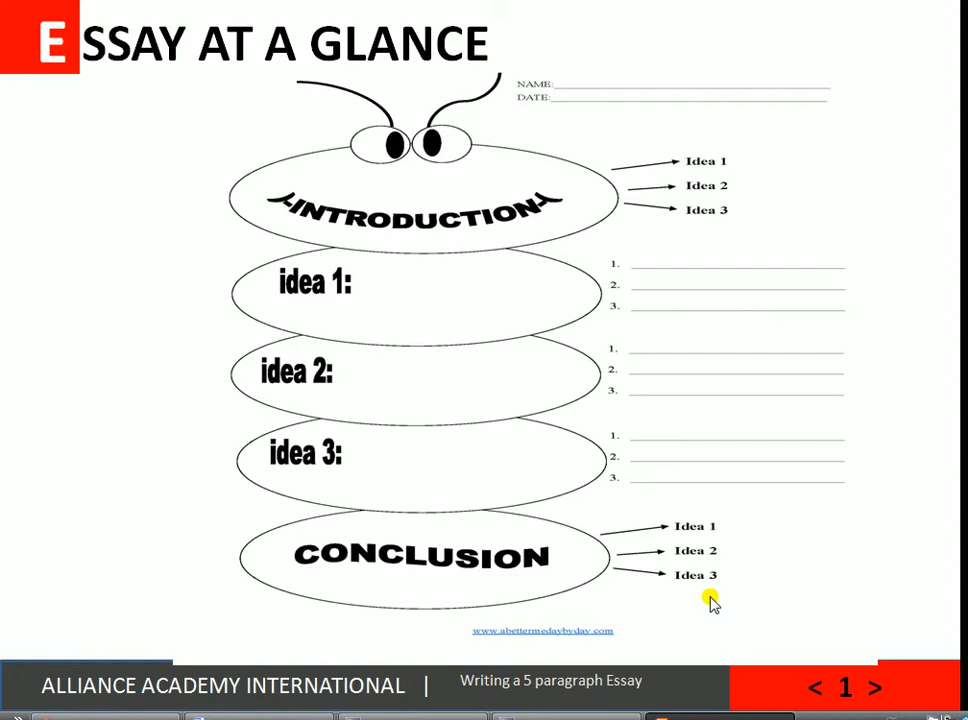 ESSAY AT A GLANCE
NAME:
DATE:
-INTRODUCTION-
Idea 1
Idea 2
Idea 3
idea 1:
1.
2.
3.
idea 2:
1.
2.
3.
idea 3:
1.
2.
3.
CONCLUSION
Idea 1
Idea 2
Idea 3
www.abettermedaybyday.com
ALLIANCE ACADEMY INTERNATIONAL | Writing a 5 paragraph Essay < 1 >